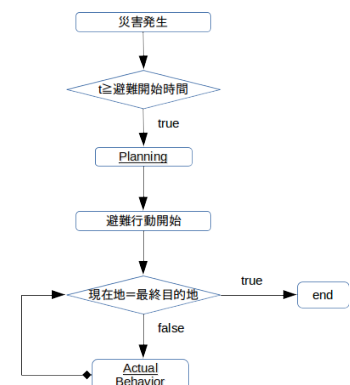 災害発生
t≧避難開始時間
true
Planning
避難行動開始
現在地=最終目的地
true
end
false
Actual
Behavior